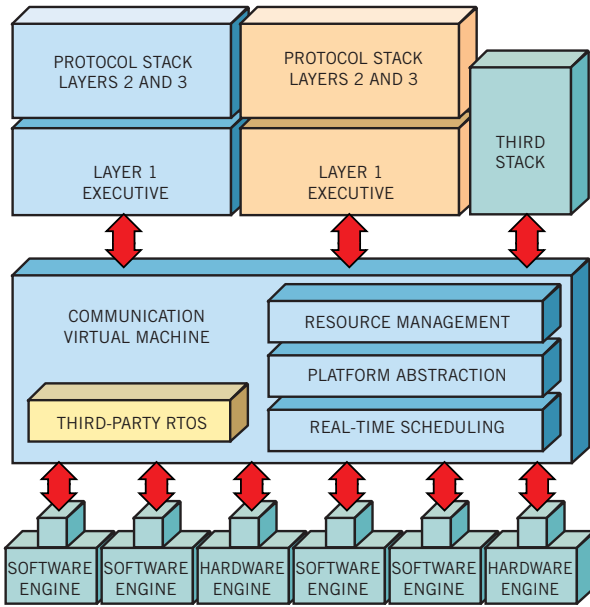 PROTOCOL STACK
LAYERS 2 AND 3
PROTOCOL STACK
LAYERS 2 AND 3
LAYER 1
EXECUTIVE
LAYER 1
EXECUTIVE
THIRD
STACK
COMMUNICATION
VIRTUAL MACHINE
RESOURCE MANAGEMENT
PLATFORM ABSTRACTION
THIRD-PARTY RTOS
REAL-TIME SCHEDULING
SOFTWARE
ENGINE
SOFTWARE
ENGINE
HARDWARE
ENGINE
SOFTWARE
ENGINE
SOFTWARE
ENGINE
HARDWARE
ENGINE